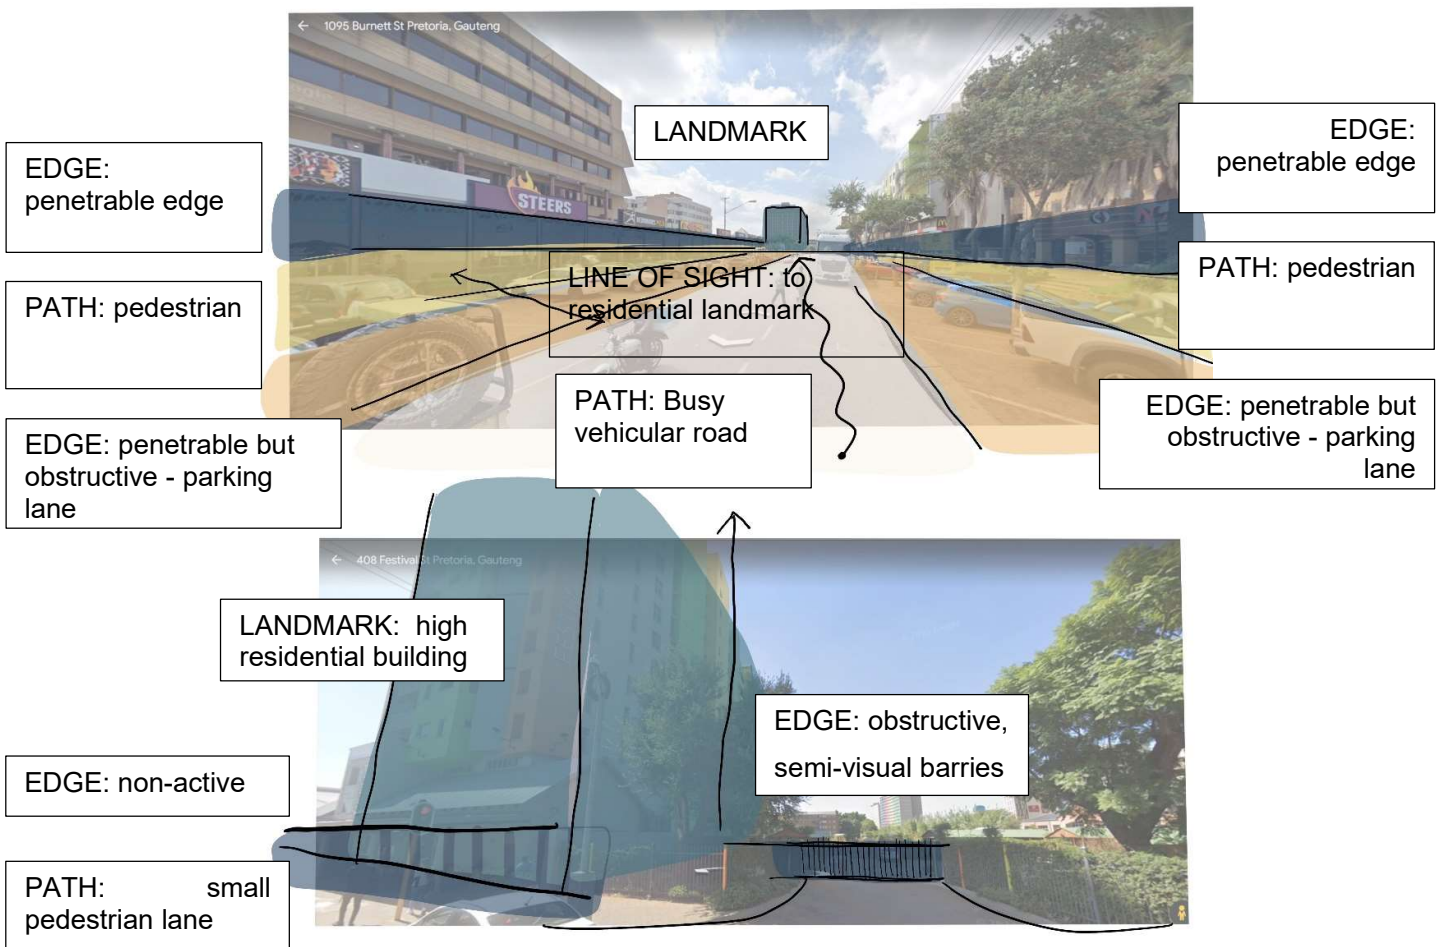 ← 1095 Burnett St Pretoria, Gauteng
LANDMARK
EDGE:
penetrable edge
EDGE:
penetrable edge
STEERS
LINE OF SIGHT: to
residential landmark
PATH: pedestrian
PATH: pedestrian
PATH: Busy
vehicular road
EDGE: penetrable but
obstructive - parking
lane
EDGE: penetrable but
obstructive - parking
lane
← 408 Festival St Pretoria, Gauteng
LANDMARK: high
residential building
EDGE: obstructive,
semi-visual barries
EDGE: non-active
PATH: small
pedestrian lane